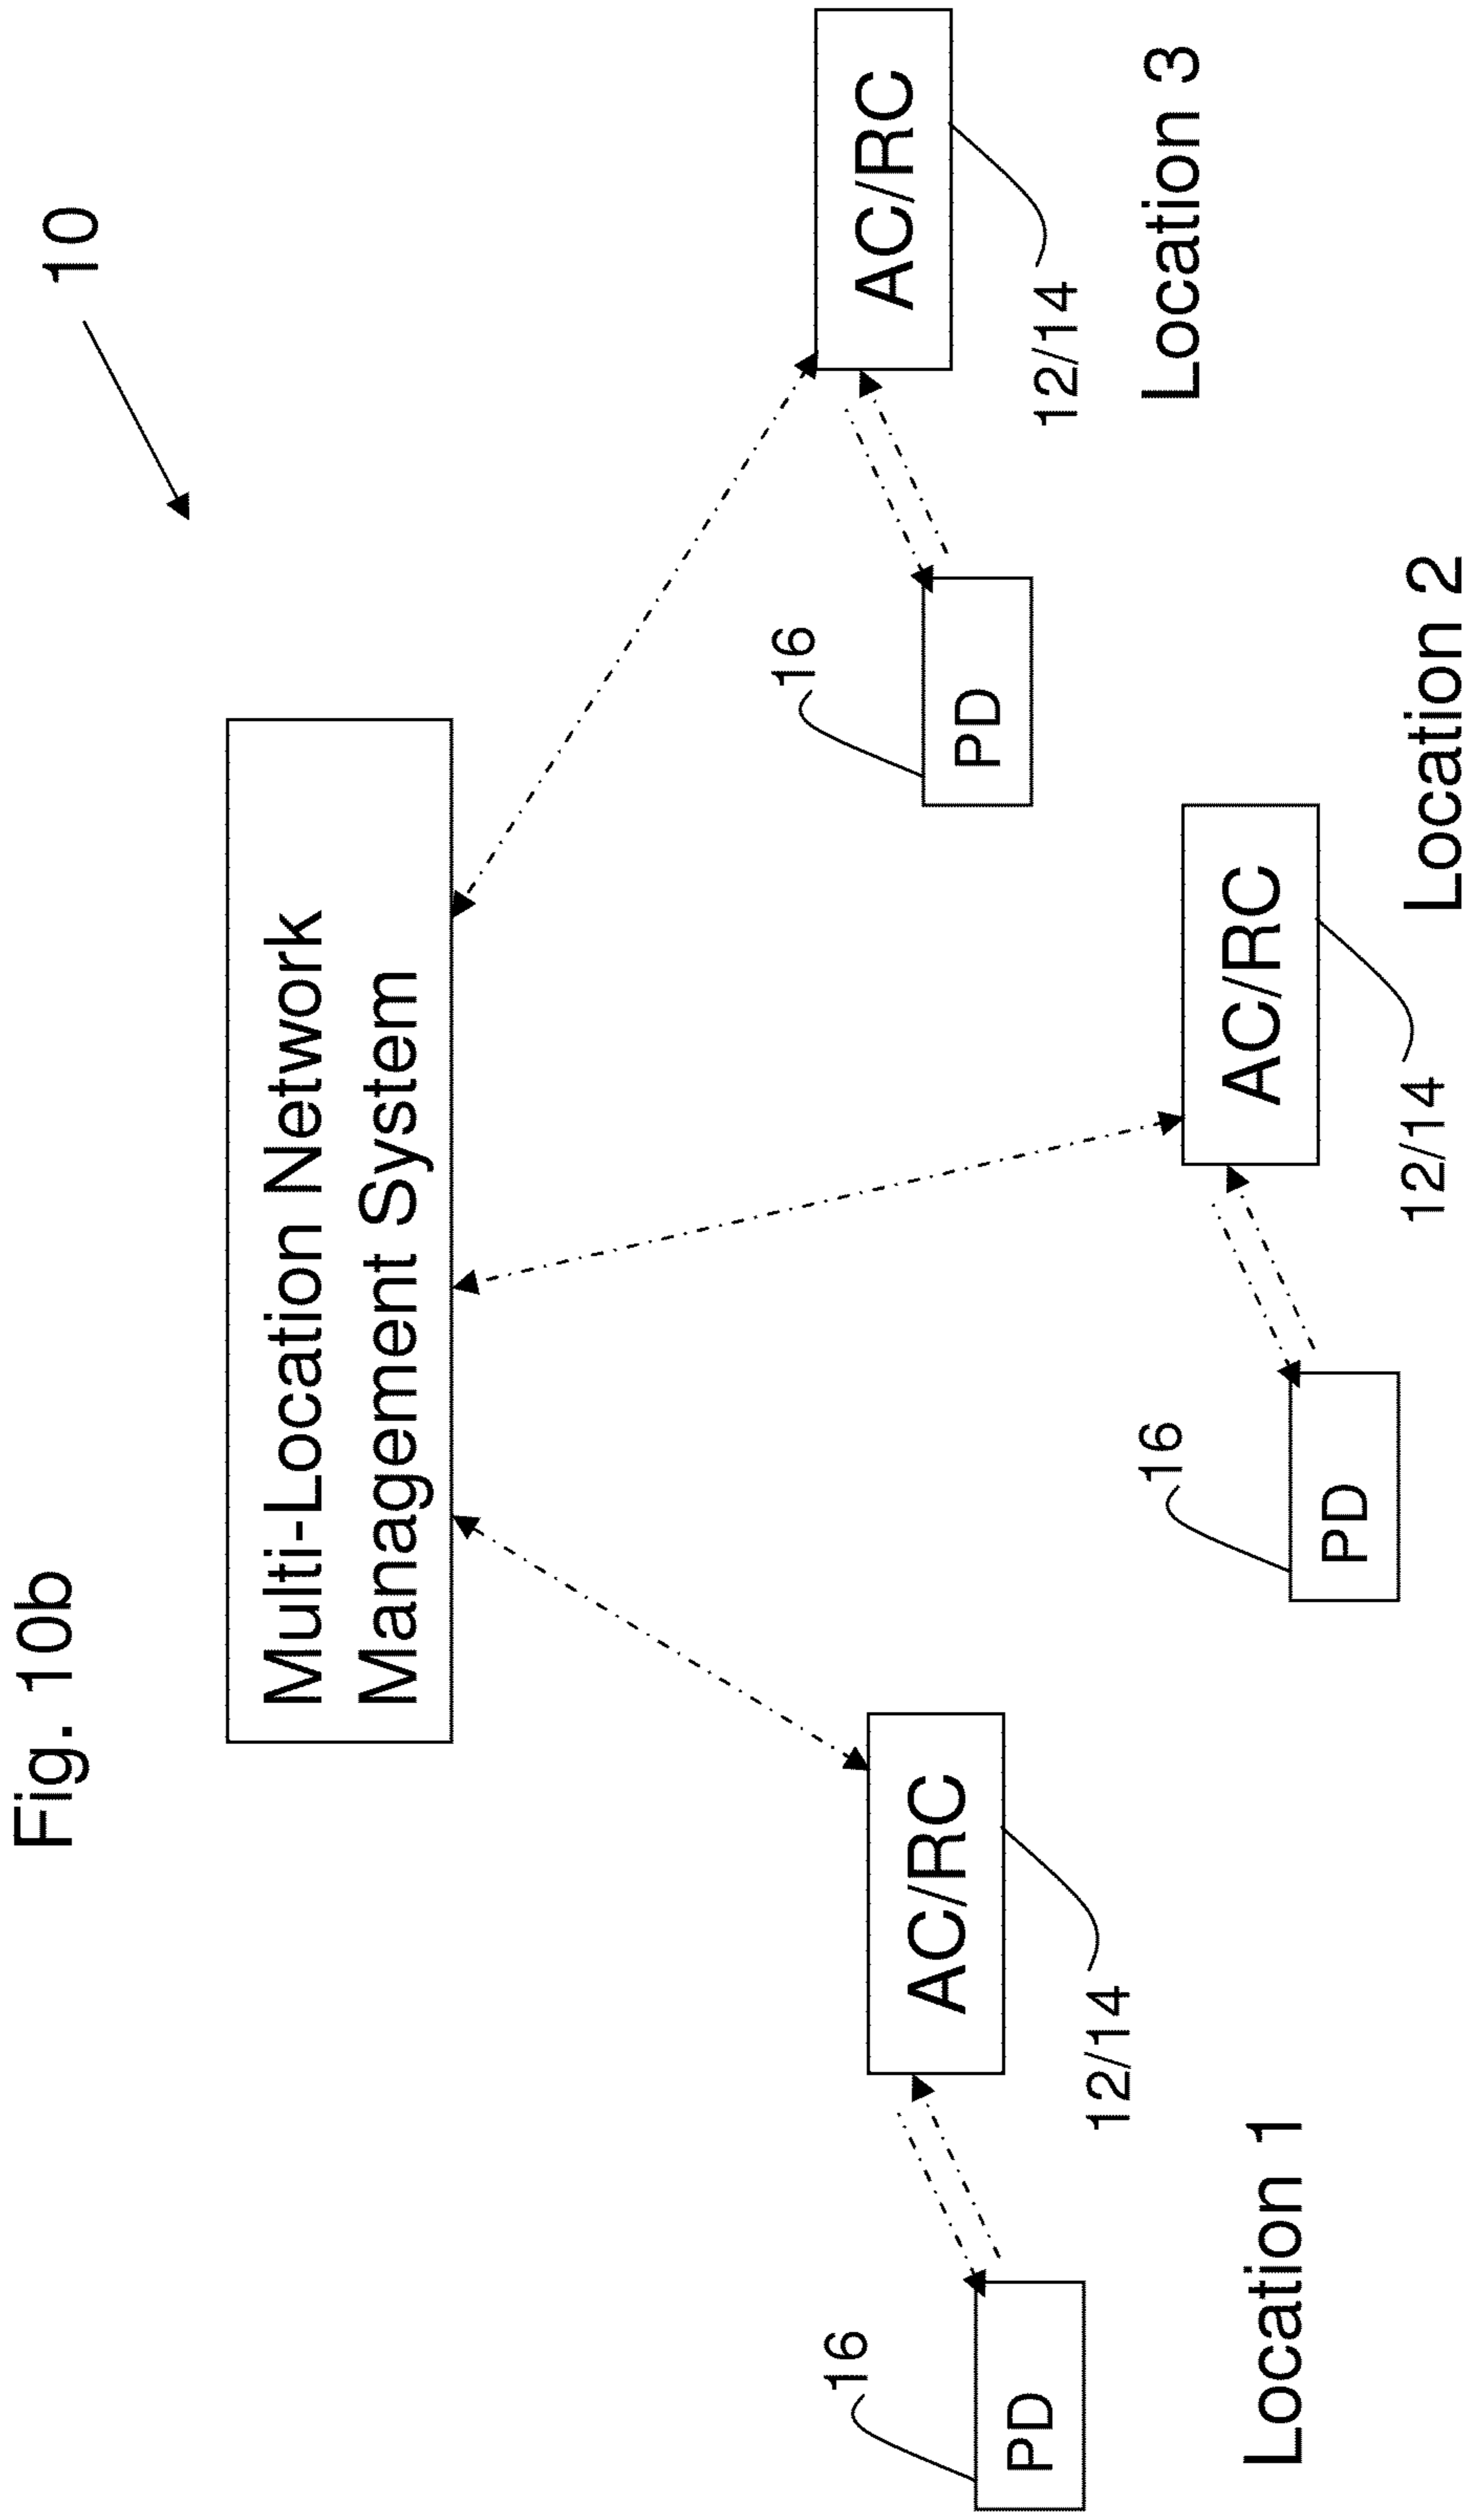 Fig. 10b
10
Multi-Location Network
Management System
16
PD
AC/RC
12/14
Location 1
16
PD
AC/RC
12/14
Location 2
16
PD
AC/RC
12/14
Location 3